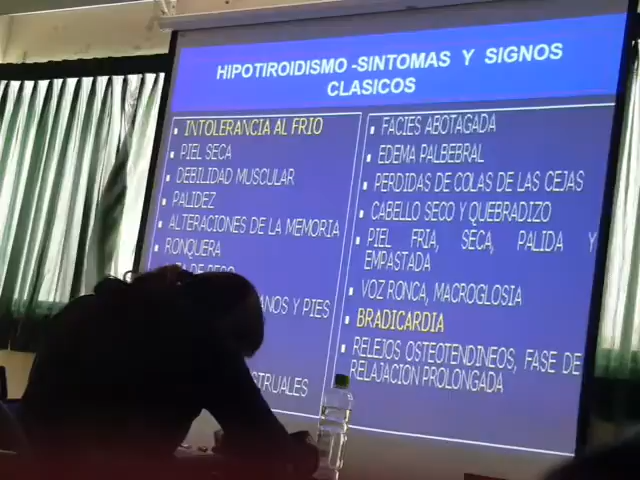 HIPOTIROIDISMO -SINTOMAS Y SIGNOS
CLASICOS
▪ INTOLERANCIA AL FRIO
▪ PIEL SECA
▪ DEBILIDAD MUSCULAR
▪ PALIDEZ
▪ ALTERACIONES DE LA MEMORIA
▪ RONQUERA
DE PESO
Y PIES
▪ FACIES ABOTAGADA
▪ EDEMA PALBEBRAL
▪ PERDIDAS DE COLAS DE LAS CEJAS
▪ CABELLO SECO Y QUEBRADIZO
▪ PIEL FRIA, SECA, PALIDA Y
EMPASTADA
▪ VOZ RONCA, MACROGLOSIA
▪ BRADICARDIA
▪ RELEJOS OSTEOTENDINEOS, FASE DE
RELAJACION PROLONGADA